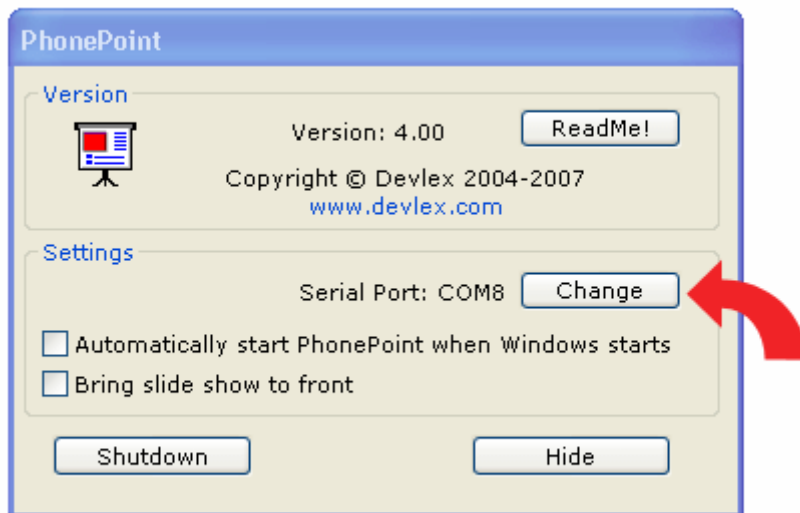 PhonePoint
Version
Version: 4.00
ReadMe!
Copyright © Devlex 2004-2007
www.devlex.com
Settings
Serial Port: COM8
Change
Automatically start PhonePoint when Windows starts
Bring slide show to front
Shutdown
Hide